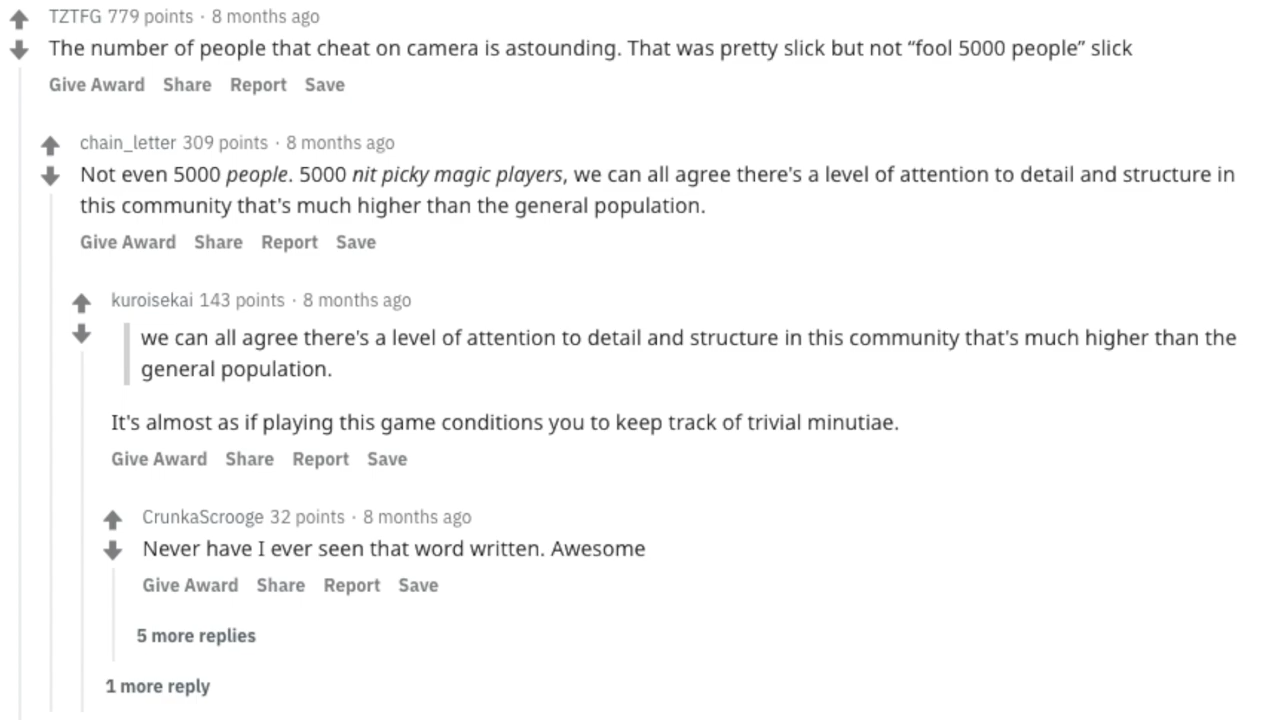 TZTFG 779 points · 8 months ago
The number of people that cheat on camera is astounding. That was pretty slick but not “fool 5000 people” slick
Give Award Share Report Save
chain_letter 309 points · 8 months ago
Not even 5000 people. 5000 nit picky magic players, we can all agree there's a level of attention to detail and structure in
this community that's much higher than the general population.
Give Award Share Report Save
kuroisekai 143 points · 8 months ago
we can all agree there's a level of attention to detail and structure in this community that's much higher than the
general population.
It's almost as if playing this game conditions you to keep track of trivial minutiae.
Give Award Share Report Save
CrunkaScrooge 32 points · 8 months ago
Never have I ever seen that word written. Awesome
Give Award Share Report Save
5 more replies
1 more reply